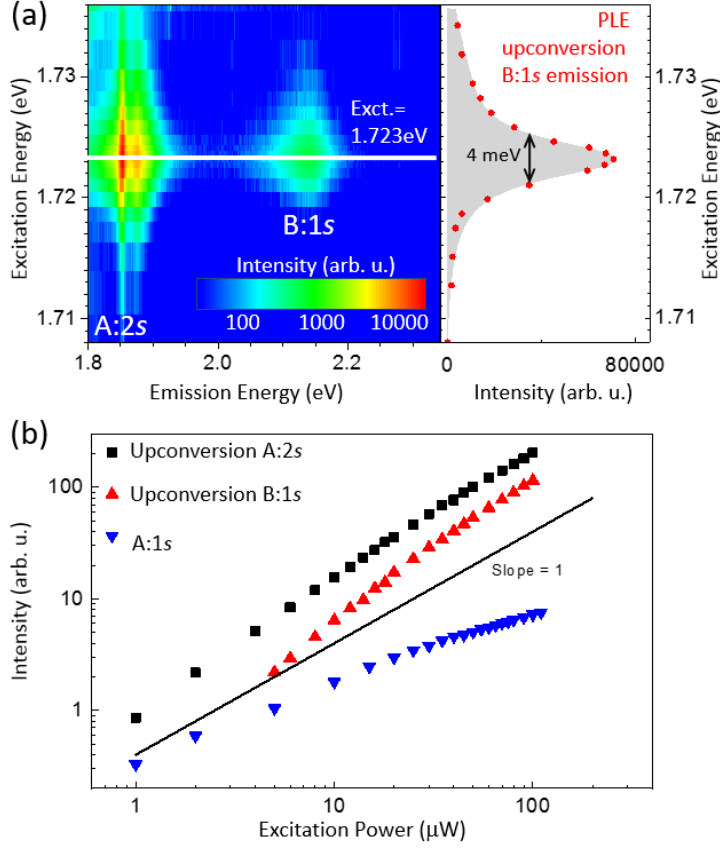 (a)
Excitation Energy (eV)
1.73
1.72
1.71
Exct.=
1.723eV
B:1s
A:2s
Intensity (arb. u.)
100 1000 10000
1.8 2.0 2.2
Emission Energy (eV)
PLE
upconversion
B:1s emission
4 meV
1.73
1.72
1.71
Excitation Energy (eV)
0 80000
Intensity (arb. u.)
(b)
Upconversion A:2s
Upconversion B:1s
A:1s
Slope = 1
Intensity (arb. u.)
100
10
1
1 10 100
Excitation Power (μW)